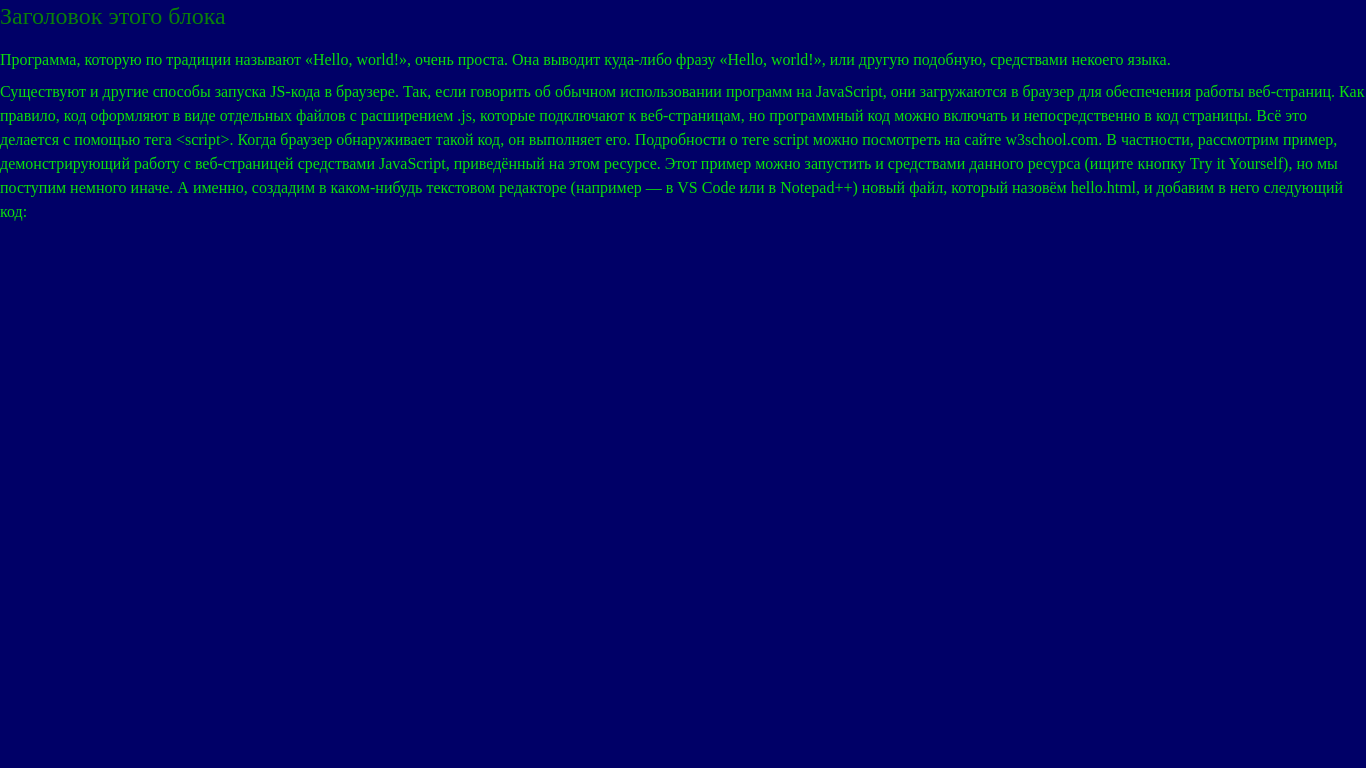 Заголовок этого блока
Программа, которую по традиции называют «Hello, world!», очень проста. Она выводит куда-либо фразу «Hello, world!», или другую подобную, средствами некоего языка.
Существуют и другие способы запуска JS-кода в браузере. Так, если говорить об обычном использовании программ на JavaScript, они загружаются в браузер для обеспечения работы веб-страниц. Как
правило, код оформляют в виде отдельных файлов с расширением .js, которые подключают к веб-страницам, но программный код можно включать и непосредственно в код страницы. Всё это
делается с помощью тега <script>. Когда браузер обнаруживает такой код, он выполняет его. Подробности о теге script можно посмотреть на сайте w3school.com. В частности, рассмотрим пример,
демонстрирующий работу с веб-страницей средствами JavaScript, приведённый на этом ресурсе. Этот пример можно запустить и средствами данного ресурса (ищите кнопку Try it Yourself), но мы
поступим немного иначе. А именно, создадим в каком-нибудь текстовом редакторе (например — в VS Code или в Notepad++) новый файл, который назовём hello.html, и добавим в него следующий
код: